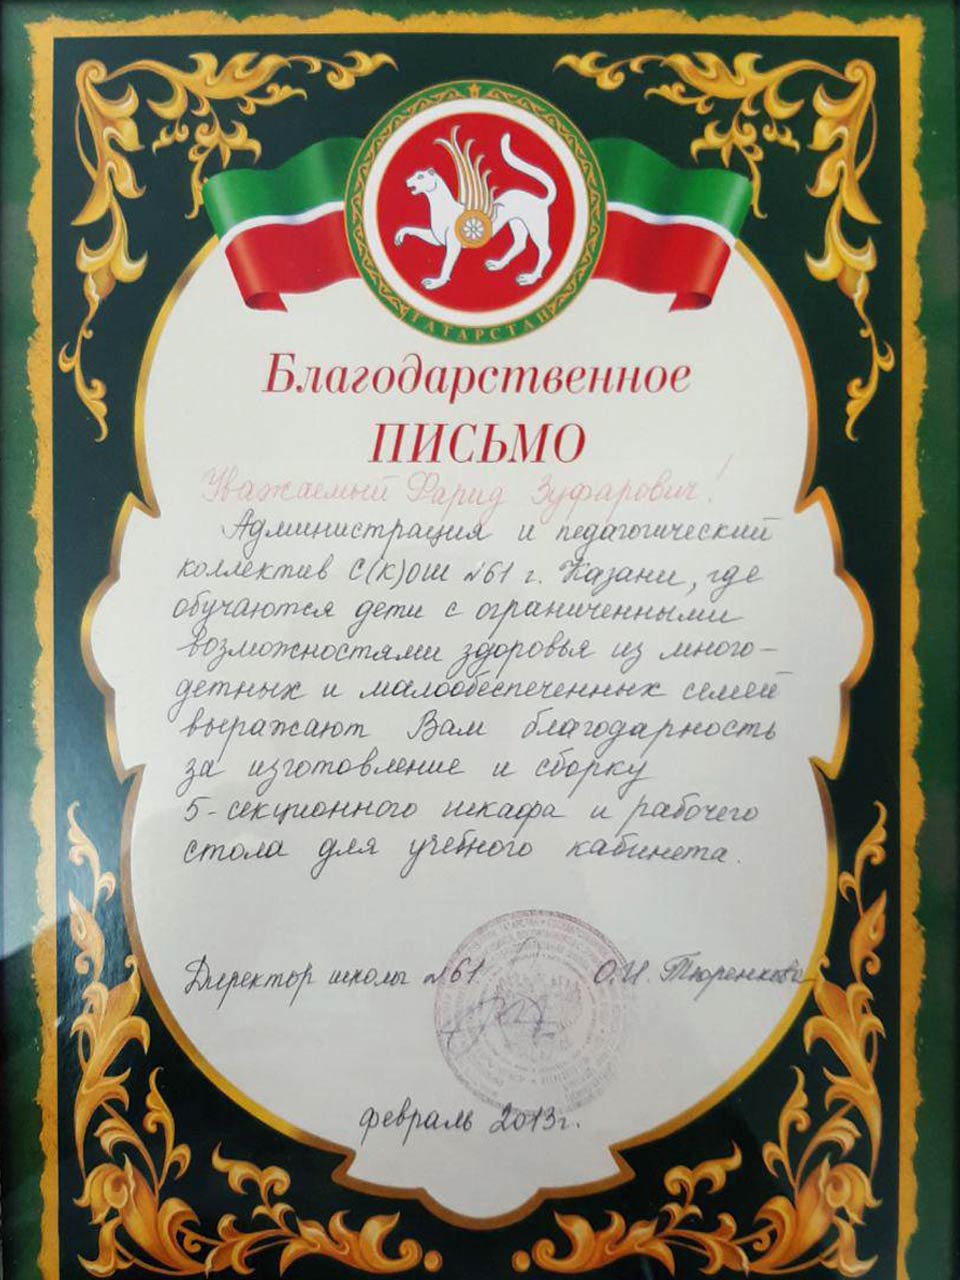 ТАТАРСТАН
Благодарственное
ПИСЬМО
Уважаемый Фарид Зуфарович!
Администрация и педагогический
коллектив С(к)ОШ №61 г. Казани, где
обучаются дети с ограниченными
возможностями здоровья из много-
детных и малообеспеченных семей
выражают Вам благодарность
за изготовление и сборку
5-секционного шкафа и рабочего
стола для учебного кабинета.
Директор школы №61. О.И. Тюренкова
февраль 2013г.